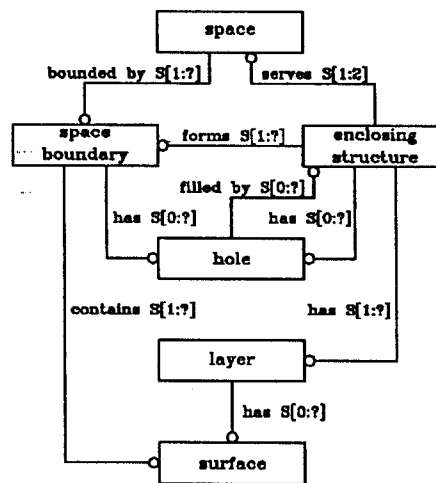 space
bounded by S[1:?]
serves S[1:2]
space
boundary
forms S[1:?]
enclosing
structure
filled by S[0:?]
has S[0:?]
has S[0:?]
hole
contains S[1:?]
has S[1:?]
layer
has S[0:?]
surface